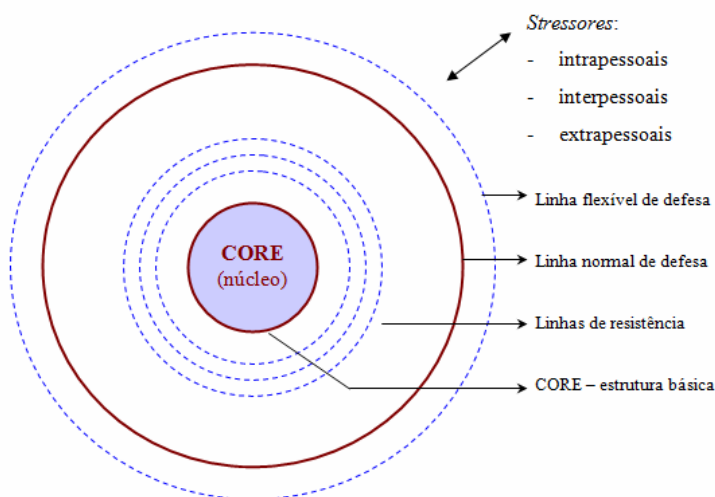 Stressores:
- intrapessoais
- interpessoais
- extrapessoais
Linha flexível de defesa
CORE
(núcleo)
Linha normal de defesa
Linhas de resistência
CORE – estrutura básica